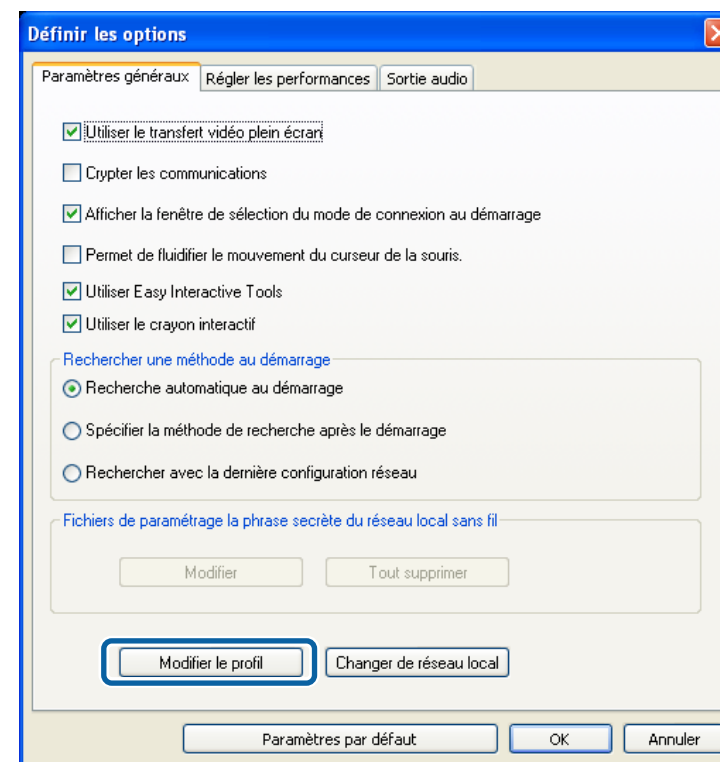 Définir les options
Paramètres généraux Régler les performances Sortie audio
Utiliser le transfert vidéo plein écran
Crypter les communications
Afficher la fenêtre de sélection du mode de connexion au démarrage
Permet de fluidifier le mouvement du curseur de la souris.
Utiliser Easy Interactive Tools
Utiliser le crayon interactif
Rechercher une méthode au démarrage
Recherche automatique au démarrage
Spécifier la méthode de recherche après le démarrage
Rechercher avec la dernière configuration réseau
Fichiers de paramétrage la phrase secrète du réseau local sans fil
Modifier Tout supprimer
Modifier le profil Changer de réseau local
Paramètres par défaut OK Annuler